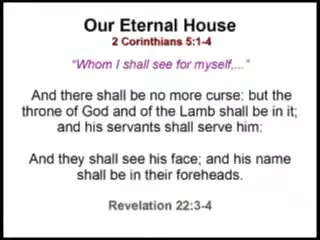 Our Eternal House
2 Corinthians 5:1-4
“Whom I shall see for myself,...”
And there shall be no more curse: but the
throne of God and of the Lamb shall be in it;
and his servants shall serve him:
And they shall see his face; and his name
shall be in their foreheads.
Revelation 22:3-4